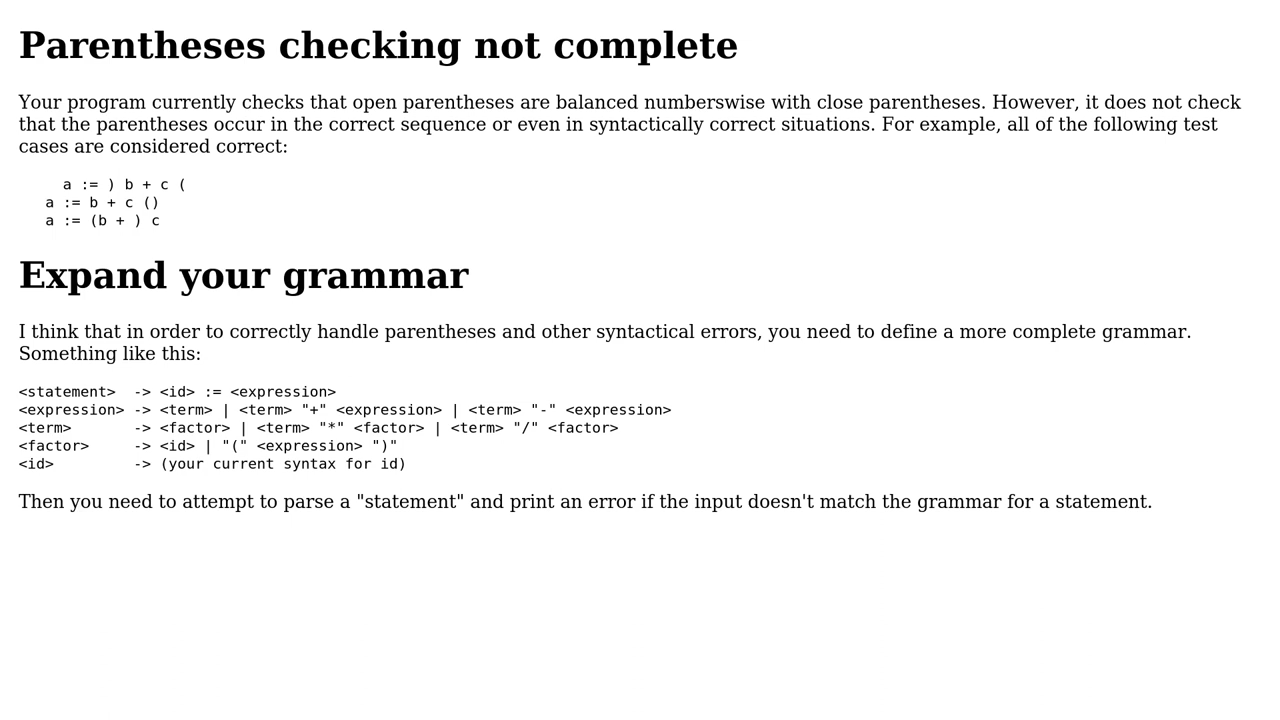 Parentheses checking not complete
Your program currently checks that open parentheses are balanced numberswise with close parentheses. However, it does not check
that the parentheses occur in the correct sequence or even in syntactically correct situations. For example, all of the following test
cases are considered correct:
     a := ) b + c (
   a := b + c ()
   a := (b + ) c
Expand your grammar
I think that in order to correctly handle parentheses and other syntactical errors, you need to define a more complete grammar.
Something like this:
<statement>  -> <id> := <expression>
<expression> -> <term> | <term> "+" <expression> | <term> "-" <expression>
<term>       -> <factor> | <term> "*" <factor> | <term> "/" <factor>
<factor>     -> <id> | "(" <expression> ")"
<id>         -> (your current syntax for id)
Then you need to attempt to parse a "statement" and print an error if the input doesn't match the grammar for a statement.